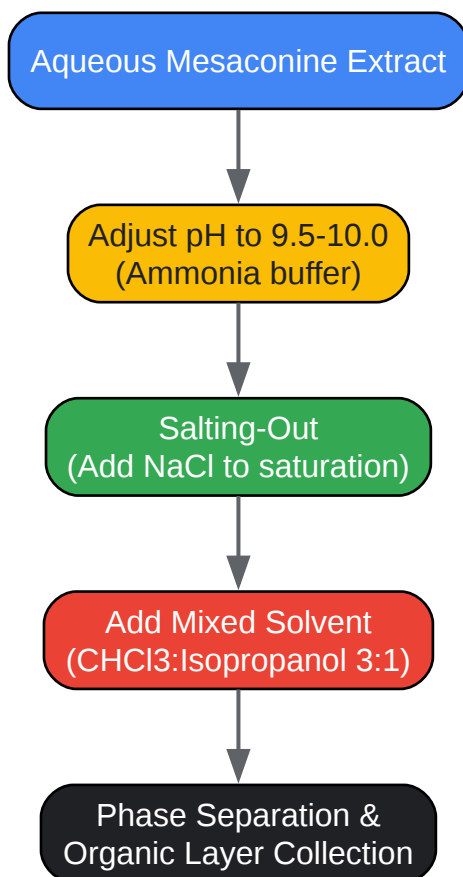 Aqueous Mesaconine Extract
Adjust pH to 9.5-10.0
(Ammonia buffer)
Salting-Out
(Add NaCl to saturation)
Add Mixed Solvent
(CHCl3:Isopropanol 3:1)
Phase Separation &
Organic Layer Collection